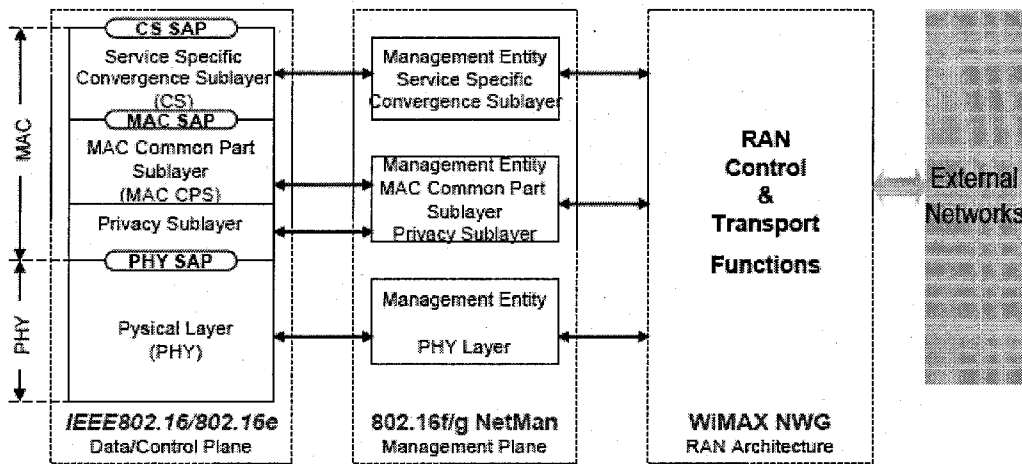 MAC
PHY
CS SAP
Service Specific
Convergence Sublayer
(CS)
MAC SAP
MAC Common Part
Sublayer
(MAC CPS)
Privacy Sublayer
PHY SAP
Pysical Layer
(PHY)
IEEE802.16/802.16e
Data/Control Plane
Management Entity
Service Specific
Convergence Sublayer
Management Entity
MAC Common Part
Sublayer
Privacy Sublayer
Management Entity
PHY Layer
802.16f/g NetMan
Management Plane
RAN
Control
&
Transport
Functions
WiMAX NWG
RAN Architecture
External
Networks